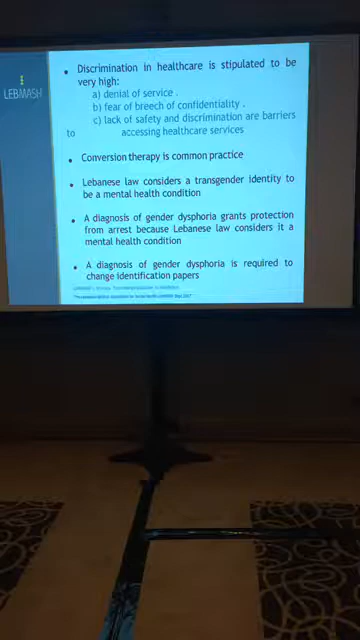 LEBMASH
• Discrimination in healthcare is stipulated to be
very high:
a) denial of service .
b) fear of breech of confidentiality .
c) lack of safety and discrimination are barriers
to accessing healthcare services
• Conversion therapy is common practice
• Lebanese law considers a transgender identity to
be a mental health condition
• A diagnosis of gender dysphoria grants protection
from arrest because Lebanese law considers it a
mental health condition
• A diagnosis of gender dysphoria is required to
change identification papers